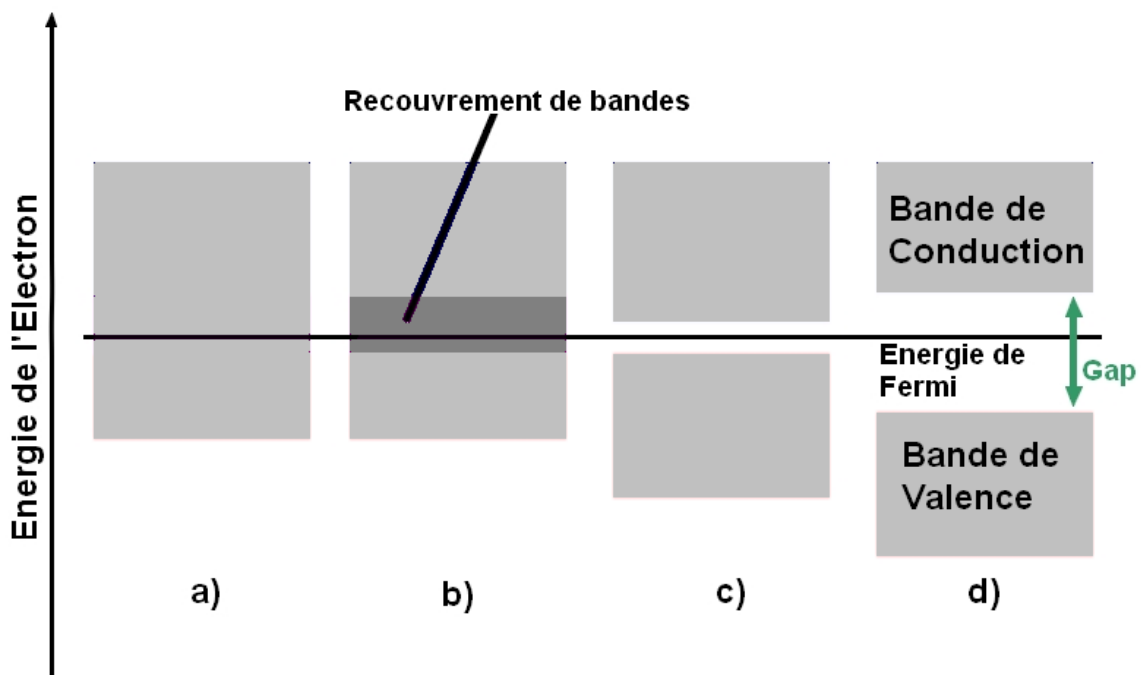 Recouvrement de bandes
Energie de l'Electron
Bande de
Conduction
Energie de
Fermi
Gap
Bande de
Valence
a)
b)
c)
d)